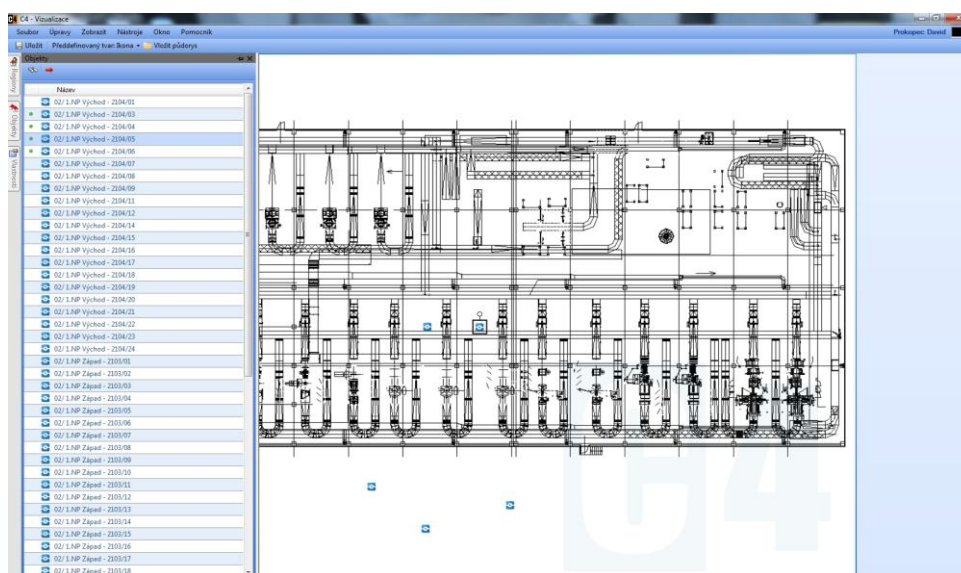 C4 - Vizualizace
Soubor Úpravy Zobrazit Nástroje Okno Pomocník
Prokopec David
Uložit Předdefinovaný tvar: Ikona Vložit půdorys
Objekty
Regiony
Objekty
Vlastnosti
Název
02/ 1.NP Východ - 2104/01
02/ 1.NP Východ - 2104/03
02/ 1.NP Východ - 2104/04
02/ 1.NP Východ - 2104/05
02/ 1.NP Východ - 2104/06
02/ 1.NP Východ - 2104/07
02/ 1.NP Východ - 2104/08
02/ 1.NP Východ - 2104/09
02/ 1.NP Východ - 2104/11
02/ 1.NP Východ - 2104/12
02/ 1.NP Východ - 2104/14
02/ 1.NP Východ - 2104/15
02/ 1.NP Východ - 2104/16
02/ 1.NP Východ - 2104/17
02/ 1.NP Východ - 2104/18
02/ 1.NP Východ - 2104/19
02/ 1.NP Východ - 2104/20
02/ 1.NP Východ - 2104/21
02/ 1.NP Východ - 2104/22
02/ 1.NP Východ - 2104/23
02/ 1.NP Východ - 2104/24
02/ 1.NP Západ - 2103/01
02/ 1.NP Západ - 2103/02
02/ 1.NP Západ - 2103/03
02/ 1.NP Západ - 2103/04
02/ 1.NP Západ - 2103/05
02/ 1.NP Západ - 2103/06
02/ 1.NP Západ - 2103/07
02/ 1.NP Západ - 2103/08
02/ 1.NP Západ - 2103/09
02/ 1.NP Západ - 2103/10
02/ 1.NP Západ - 2103/11
02/ 1.NP Západ - 2103/12
02/ 1.NP Západ - 2103/13
02/ 1.NP Západ - 2103/14
02/ 1.NP Západ - 2103/15
02/ 1.NP Západ - 2103/16
02/ 1.NP Západ - 2103/17
02/ 1.NP Západ - 2103/18
C4